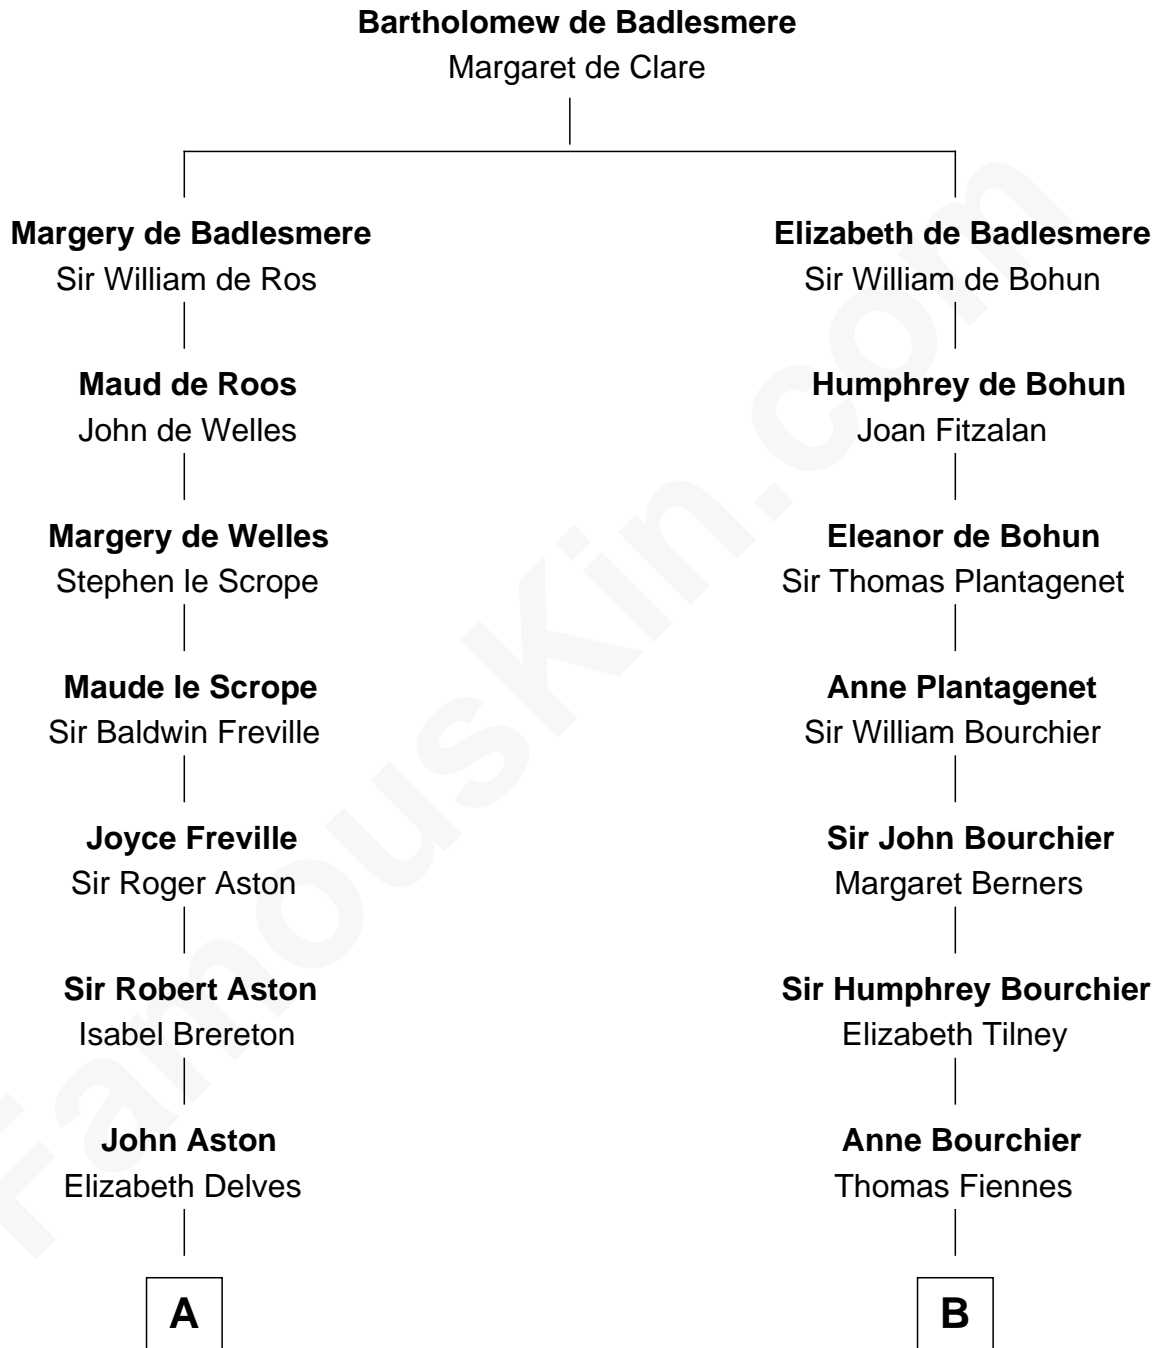 Bartholomew de Badlesmere
Margaret de Clare
Margery de Badlesmere
Sir William de Ros
Elizabeth de Badlesmere
Sir William de Bohun
Maud de Roos
John de Welles
Humphrey de Bohun
Joan Fitzalan
Margery de Welles
Stephen le Scrope
Eleanor de Bohun
Sir Thomas Plantagenet
Maude le Scrope
Sir Baldwin Freville
Anne Plantagenet
Sir William Bourchier
Joyce Freville
Sir Roger Aston
Sir John Bourchier
Margaret Berners
Sir Robert Aston
Isabel Brereton
Sir Humphrey Bourchier
Elizabeth Tilney
John Aston
Elizabeth Delves
Anne Bourchier
Thomas Fiennes
A
B
FamousKin.com